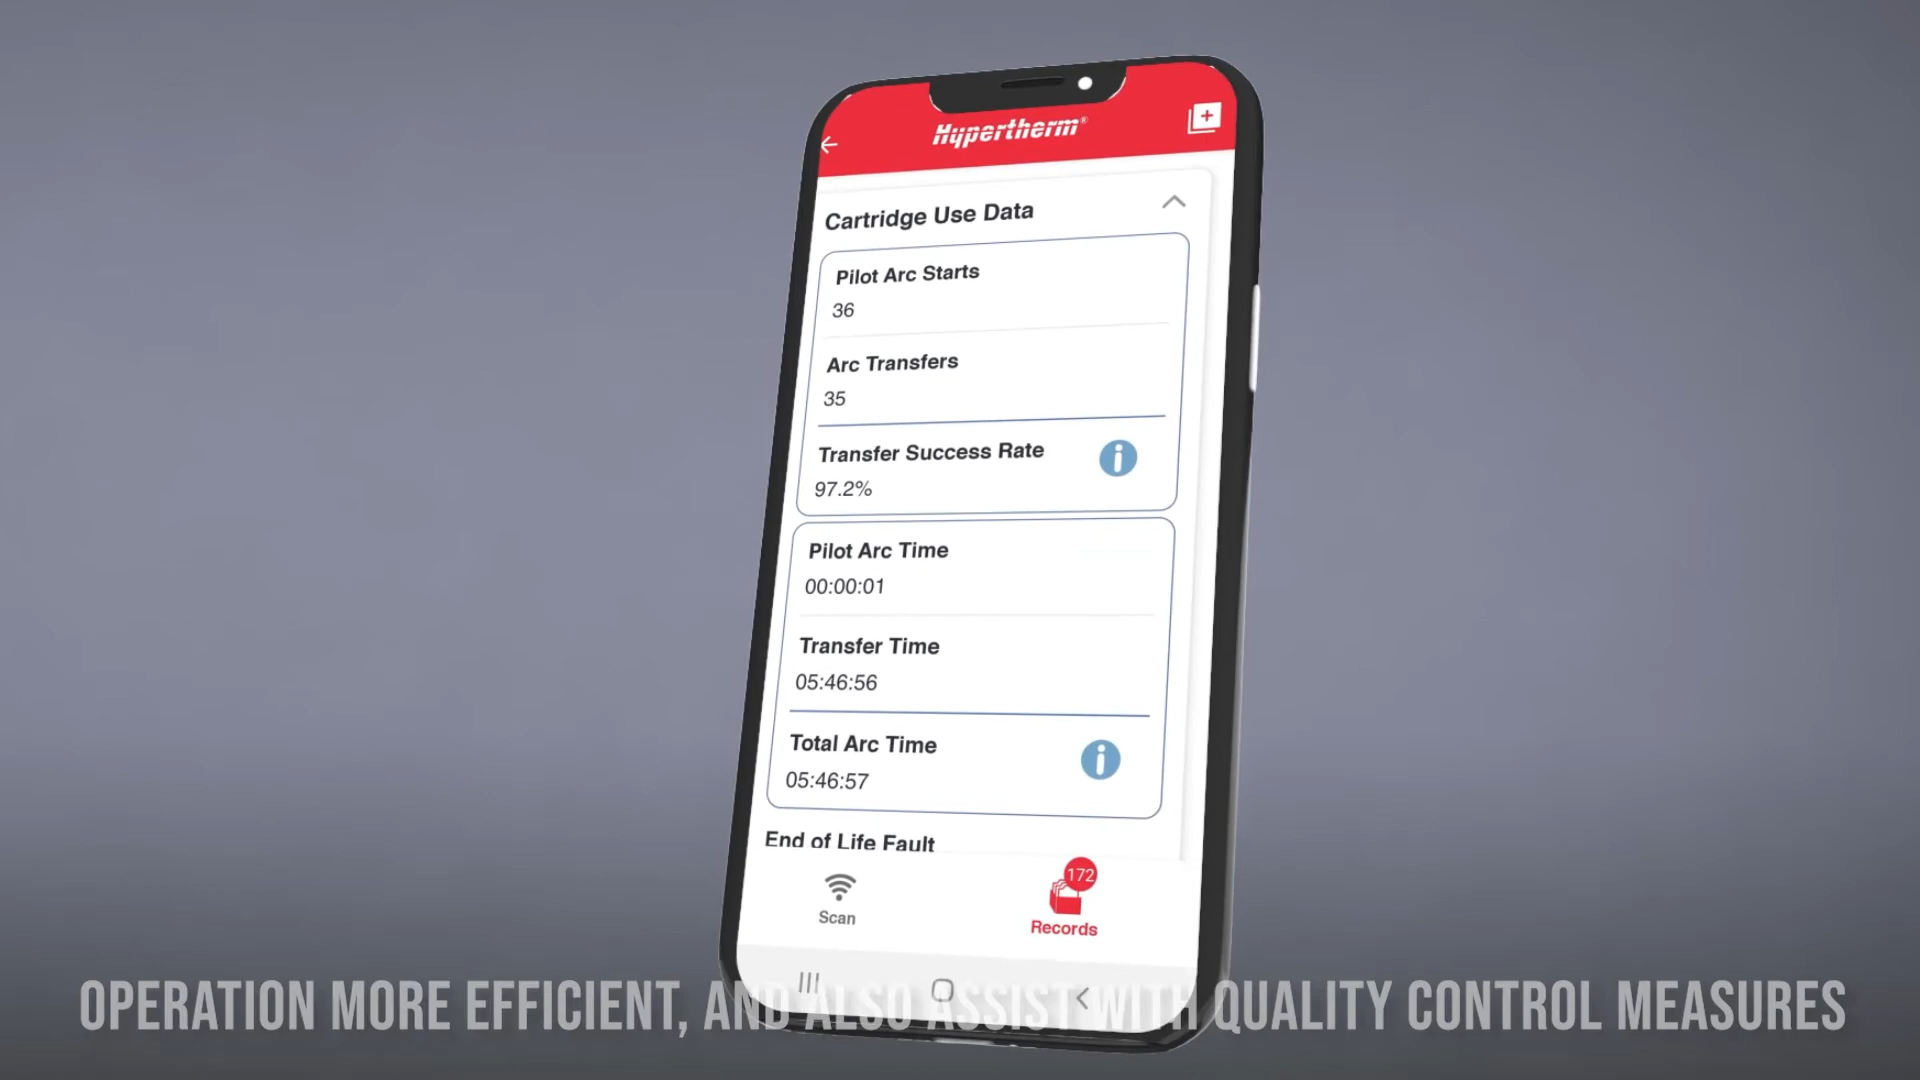 Hypertherm®
Cartridge Use Data
Pilot Arc Starts
36
Arc Transfers
35
Transfer Success Rate
97.2%
Pilot Arc Time
00:00:01
Transfer Time
05:46:56
Total Arc Time
05:46:57
End of Life Fault
172
Scan
Records
OPERATION MORE EFFICIENT, AND ALSO ASSIST WITH QUALITY CONTROL MEASURES